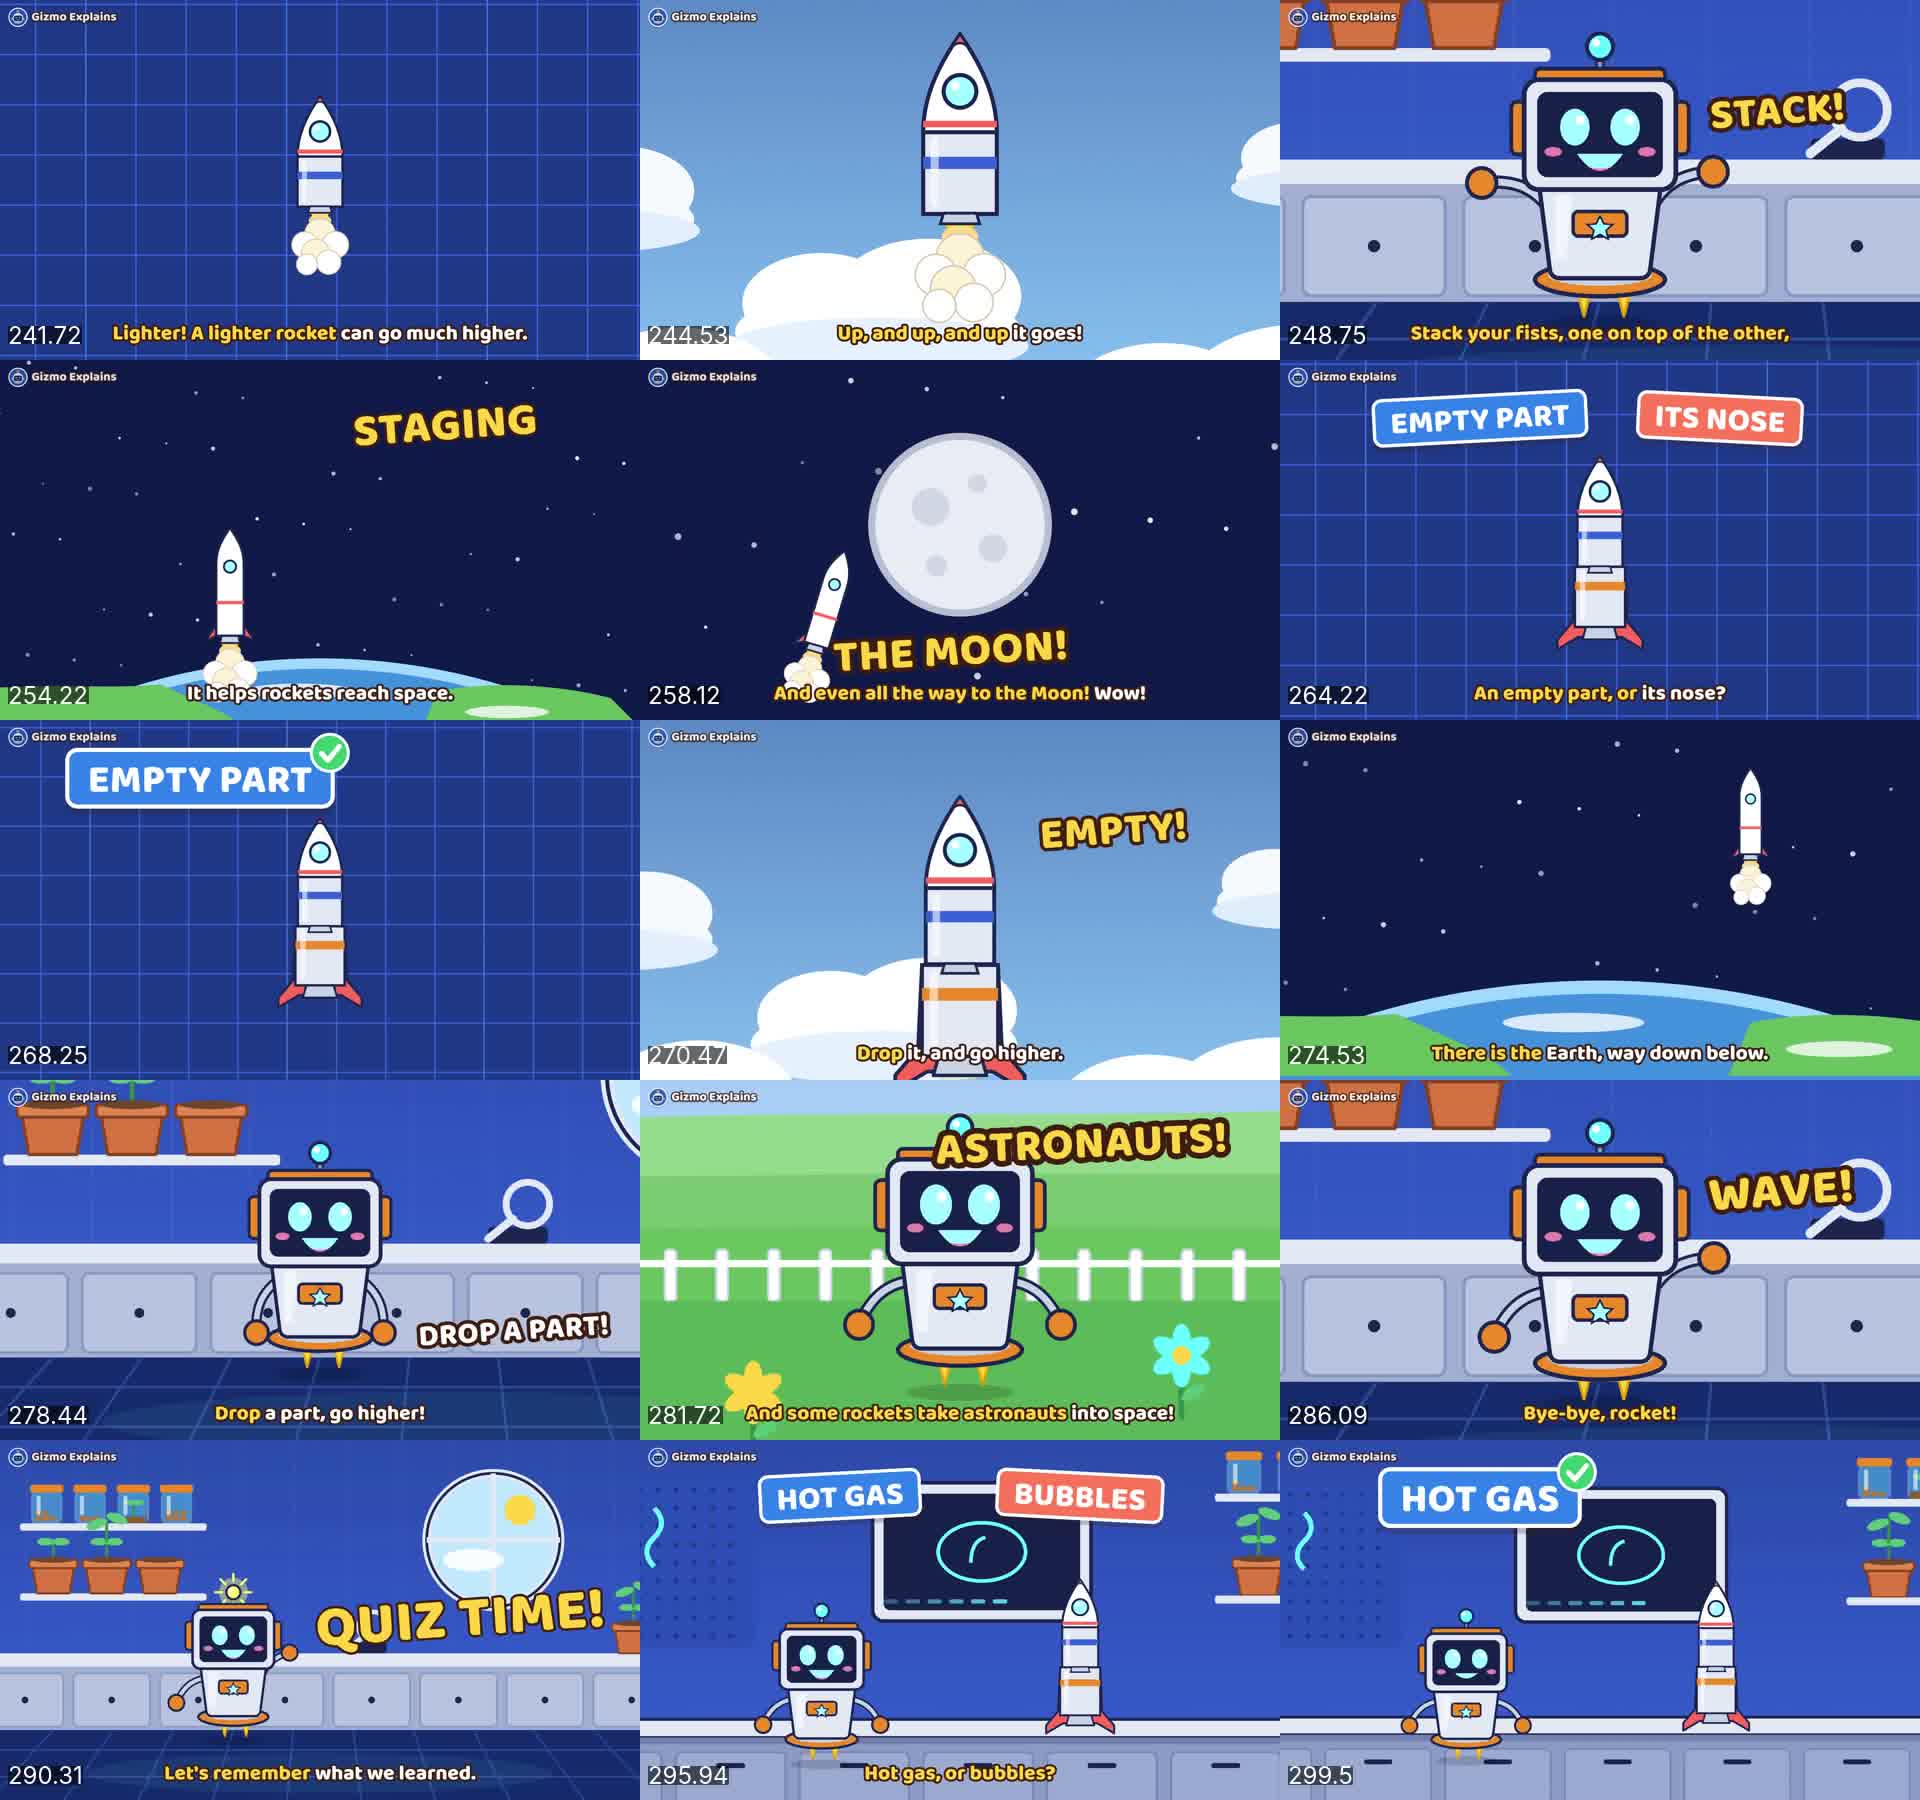 Gizmo Explains
241.72
Lighter! A lighter rocket can go much higher.
Gizmo Explains
244.53
Up, and up, and up it goes!
Gizmo Explains
STACK!
248.75
Stack your fists, one on top of the other,
Gizmo Explains
STAGING
254.22
It helps rockets reach space.
Gizmo Explains
THE MOON!
258.12
And even all the way to the Moon! Wow!
Gizmo Explains
EMPTY PART
ITS NOSE
264.22
An empty part, or its nose?
Gizmo Explains
EMPTY PART
268.25
Gizmo Explains
EMPTY!
270.47
Drop it, and go higher.
Gizmo Explains
274.53
There is the Earth, way down below.
Gizmo Explains
DROP A PART!
278.44
Drop a part, go higher!
Gizmo Explains
ASTRONAUTS!
281.72
And some rockets take astronauts into space!
Gizmo Explains
WAVE!
286.09
Bye-bye, rocket!
Gizmo Explains
QUIZ TIME!
290.31
Let's remember what we learned.
Gizmo Explains
HOT GAS
BUBBLES
295.94
Hot gas, or bubbles?
Gizmo Explains
HOT GAS
299.5